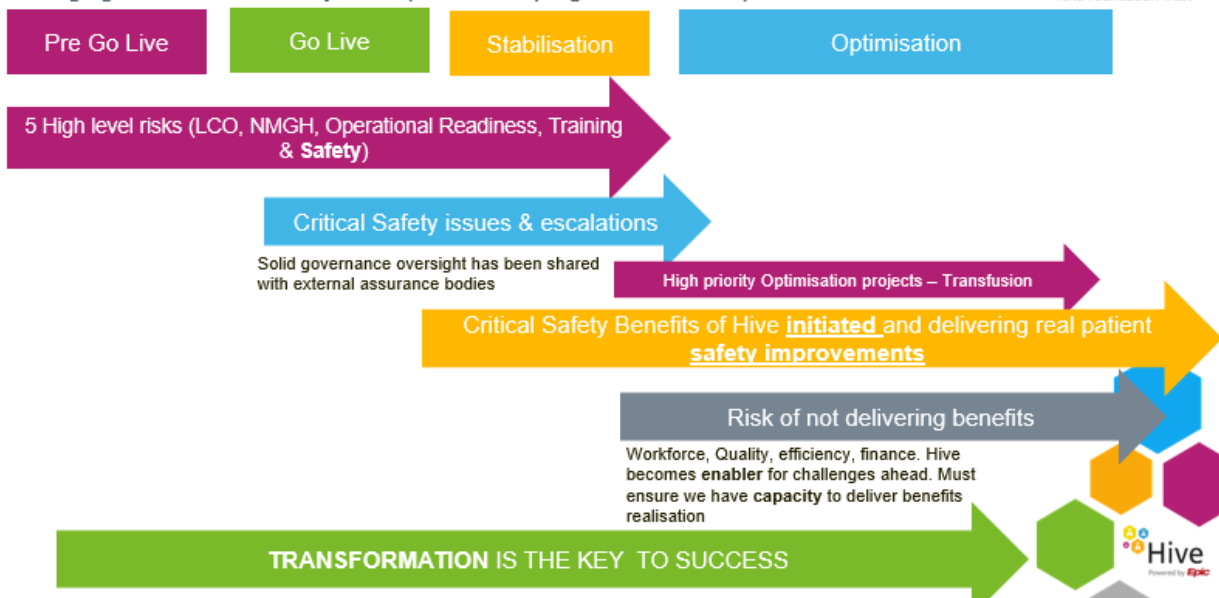 Pre Go Live
Go Live
Stabilisation
Optimisation
5 High level risks (LCO, NMGH, Operational Readiness, Training
& Safety)
Critical Safety issues & escalations
Solid governance oversight has been shared
with external assurance bodies
High priority Optimisation projects – Transfusion
Critical Safety Benefits of Hive initiated and delivering real patient
safety improvements
Risk of not delivering benefits
Workforce, Quality, efficiency, finance. Hive
becomes enabler for challenges ahead. Must
ensure we have capacity to deliver benefits
realisation
TRANSFORMATION IS THE KEY TO SUCCESS
Hive
Powered by Epic